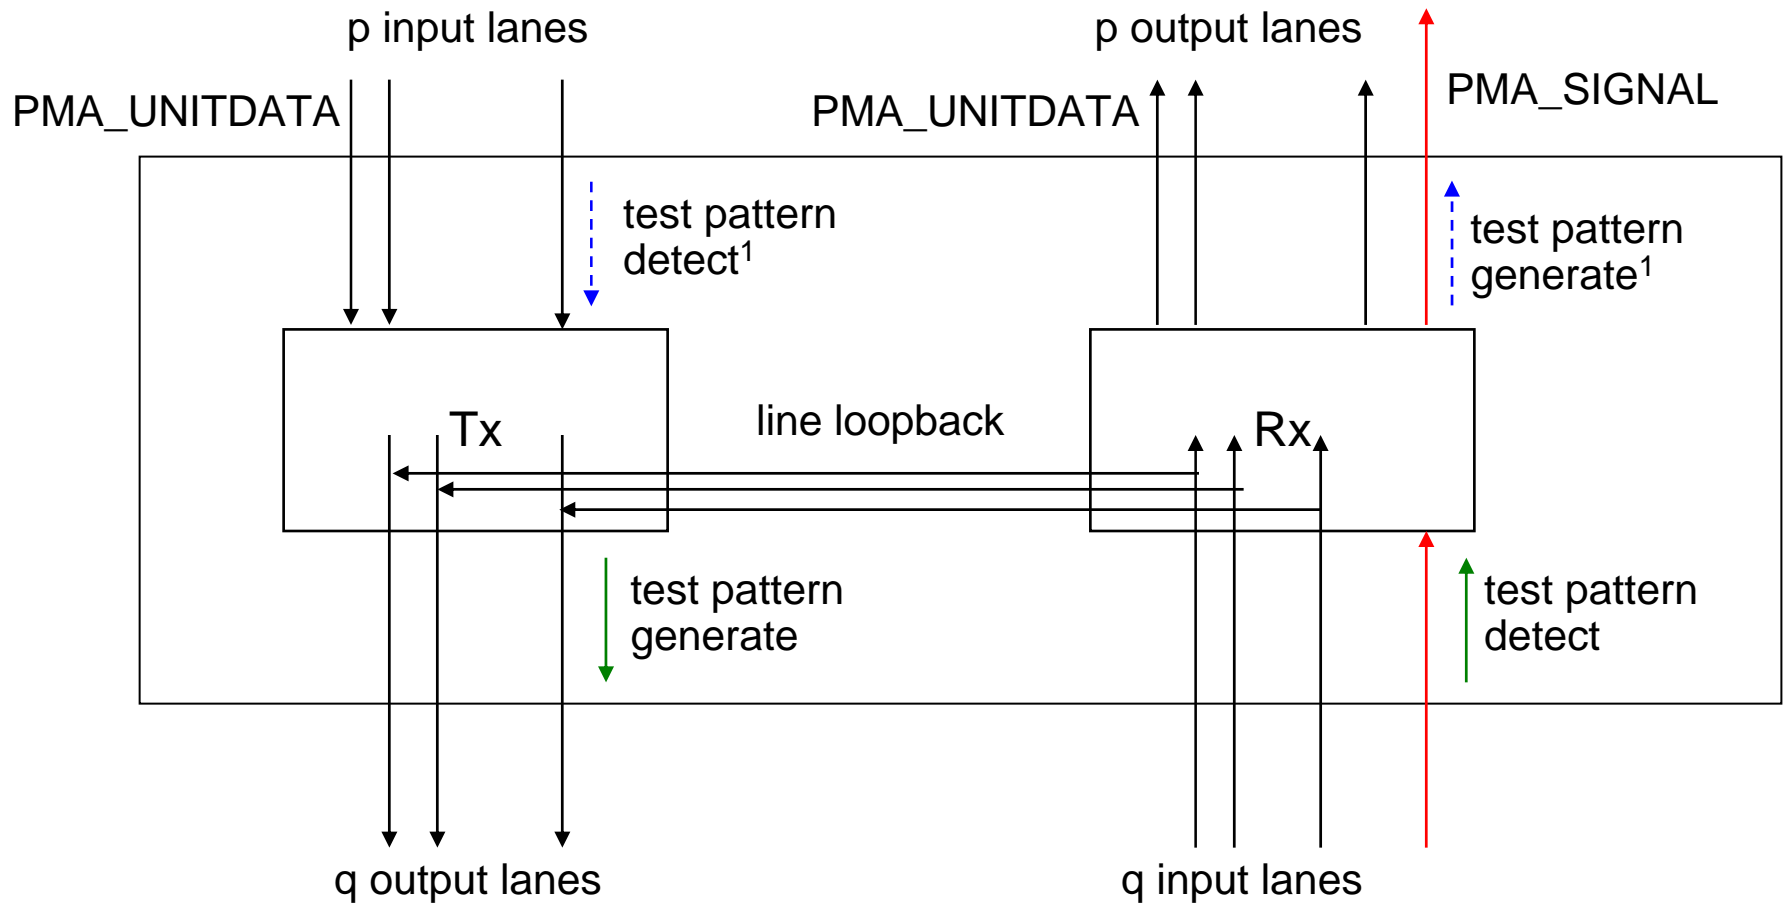 p input lanes
p output lanes
PMA_UNITDATA
PMA_UNITDATA
PMA_SIGNAL
test pattern
detect¹
test pattern
generate¹
Tx
line loopback
Rx
test pattern
generate
test pattern
detect
q output lanes
q input lanes